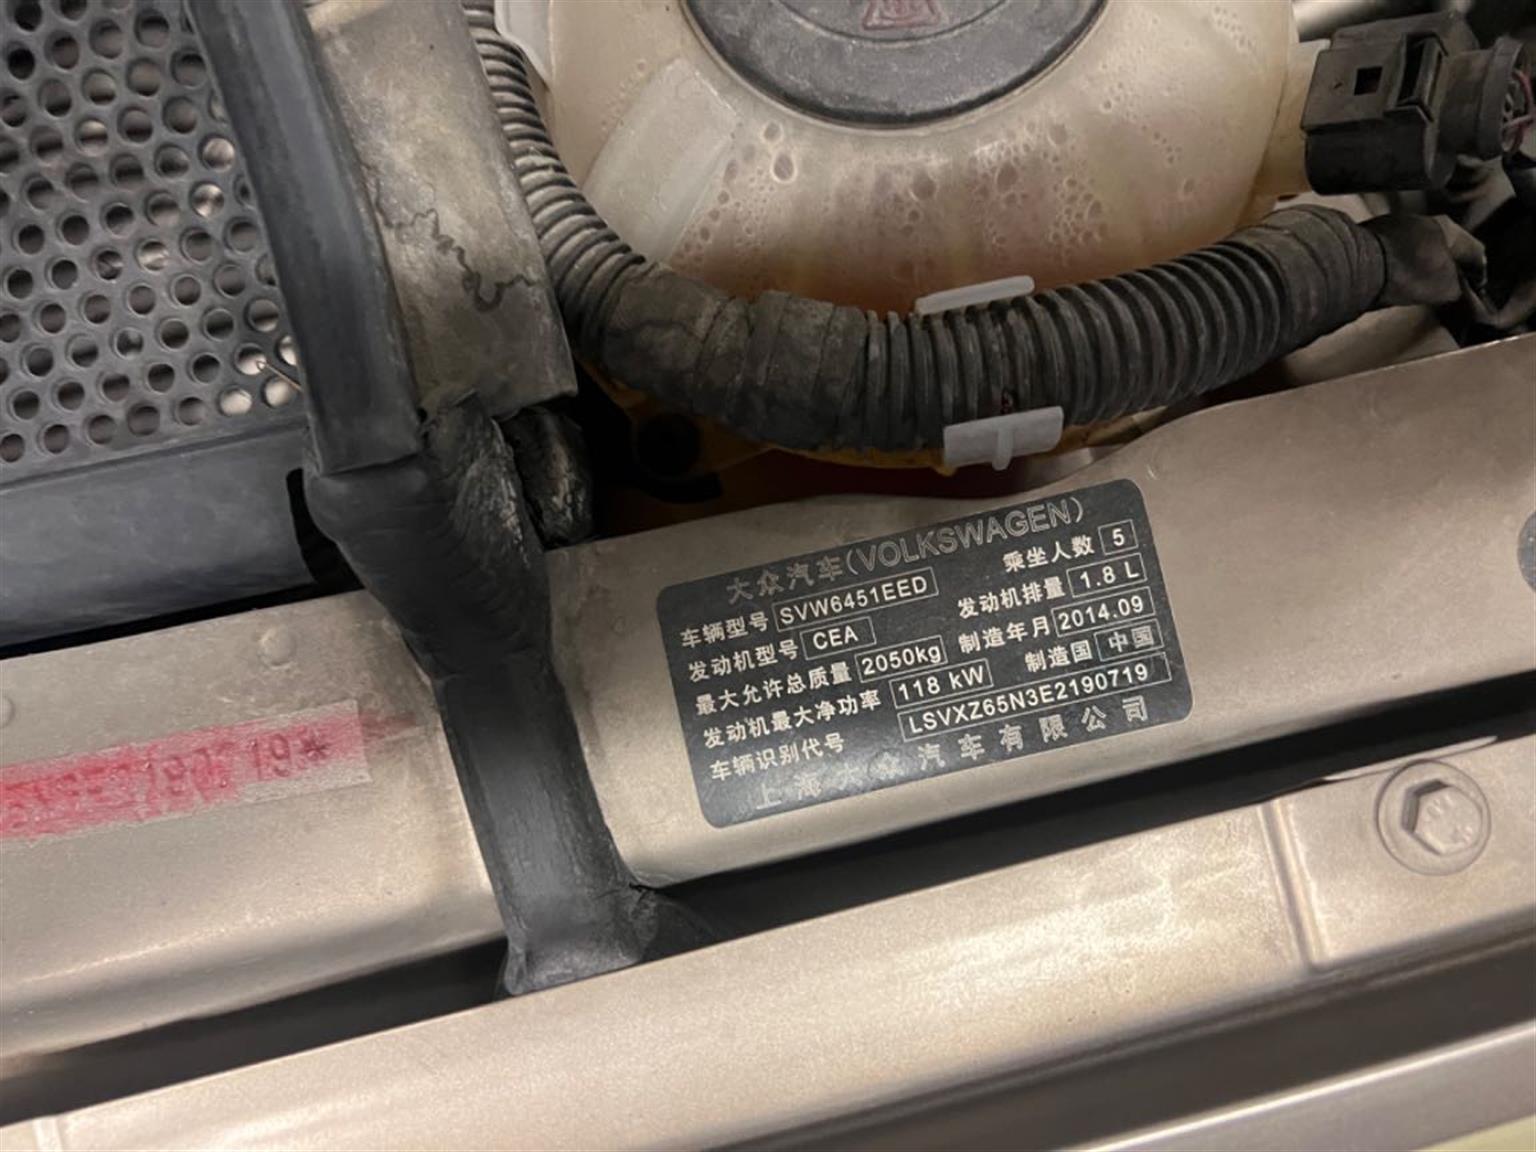 大众汽车(VOLKSWAGEN)
车辆型号 SVW6451EED 乘坐人数 5
发动机型号 CEA 发动机排量 1.8 L
最大允许总质量 2050kg 制造年月 2014.09
发动机最大净功率 118 kW 制造国 中国
车辆识别代号 LSVXZ65N3E2190719
上海大众汽车有限公司
19*